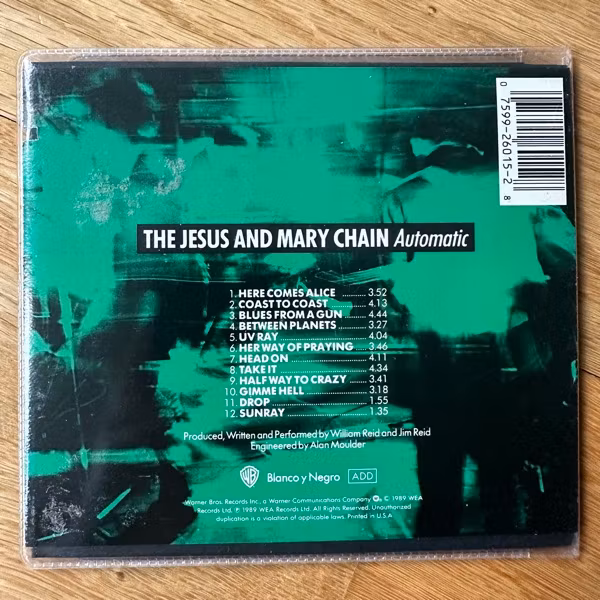 0 7599-26015-2 8
THE JESUS AND MARY CHAIN Automatic
1. HERE COMES ALICE .......... 3.52
2. COAST TO COAST .............. 4.13
3. BLUES FROM A GUN .......... 4.44
4. BETWEEN PLANETS ............ 3.27
5. UV RAY ............................ 4.04
6. HER WAY OF PRAYING ..... 3.46
7. HEAD ON ........................ 4.11
8. TAKE IT ............................ 4.34
9. HALF WAY TO CRAZY ....... 3.41
10. GIMME HELL .................... 3.18
11. DROP ............................. 1.55
12. SUNRAY .......................... 1.35
Produced, Written and Performed by William Reid and Jim Reid
Engineered by Alan Moulder
WB Blanco y Negro ADD
Warner Bros. Records Inc., a Warner Communications Company © 1989 WEA
Records Ltd. ℗ 1989 WEA Records Ltd. All Rights Reserved. Unauthorized
duplication is a violation of applicable laws. Printed in U.S.A